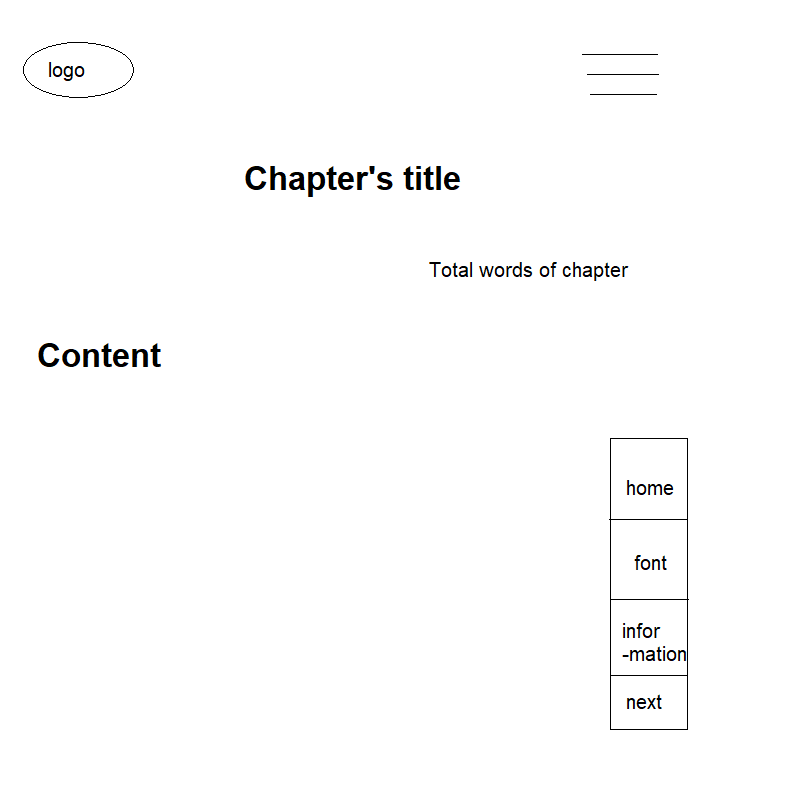 logo
Chapter's title
Total words of chapter
Content
home
font
infor
-mation
next